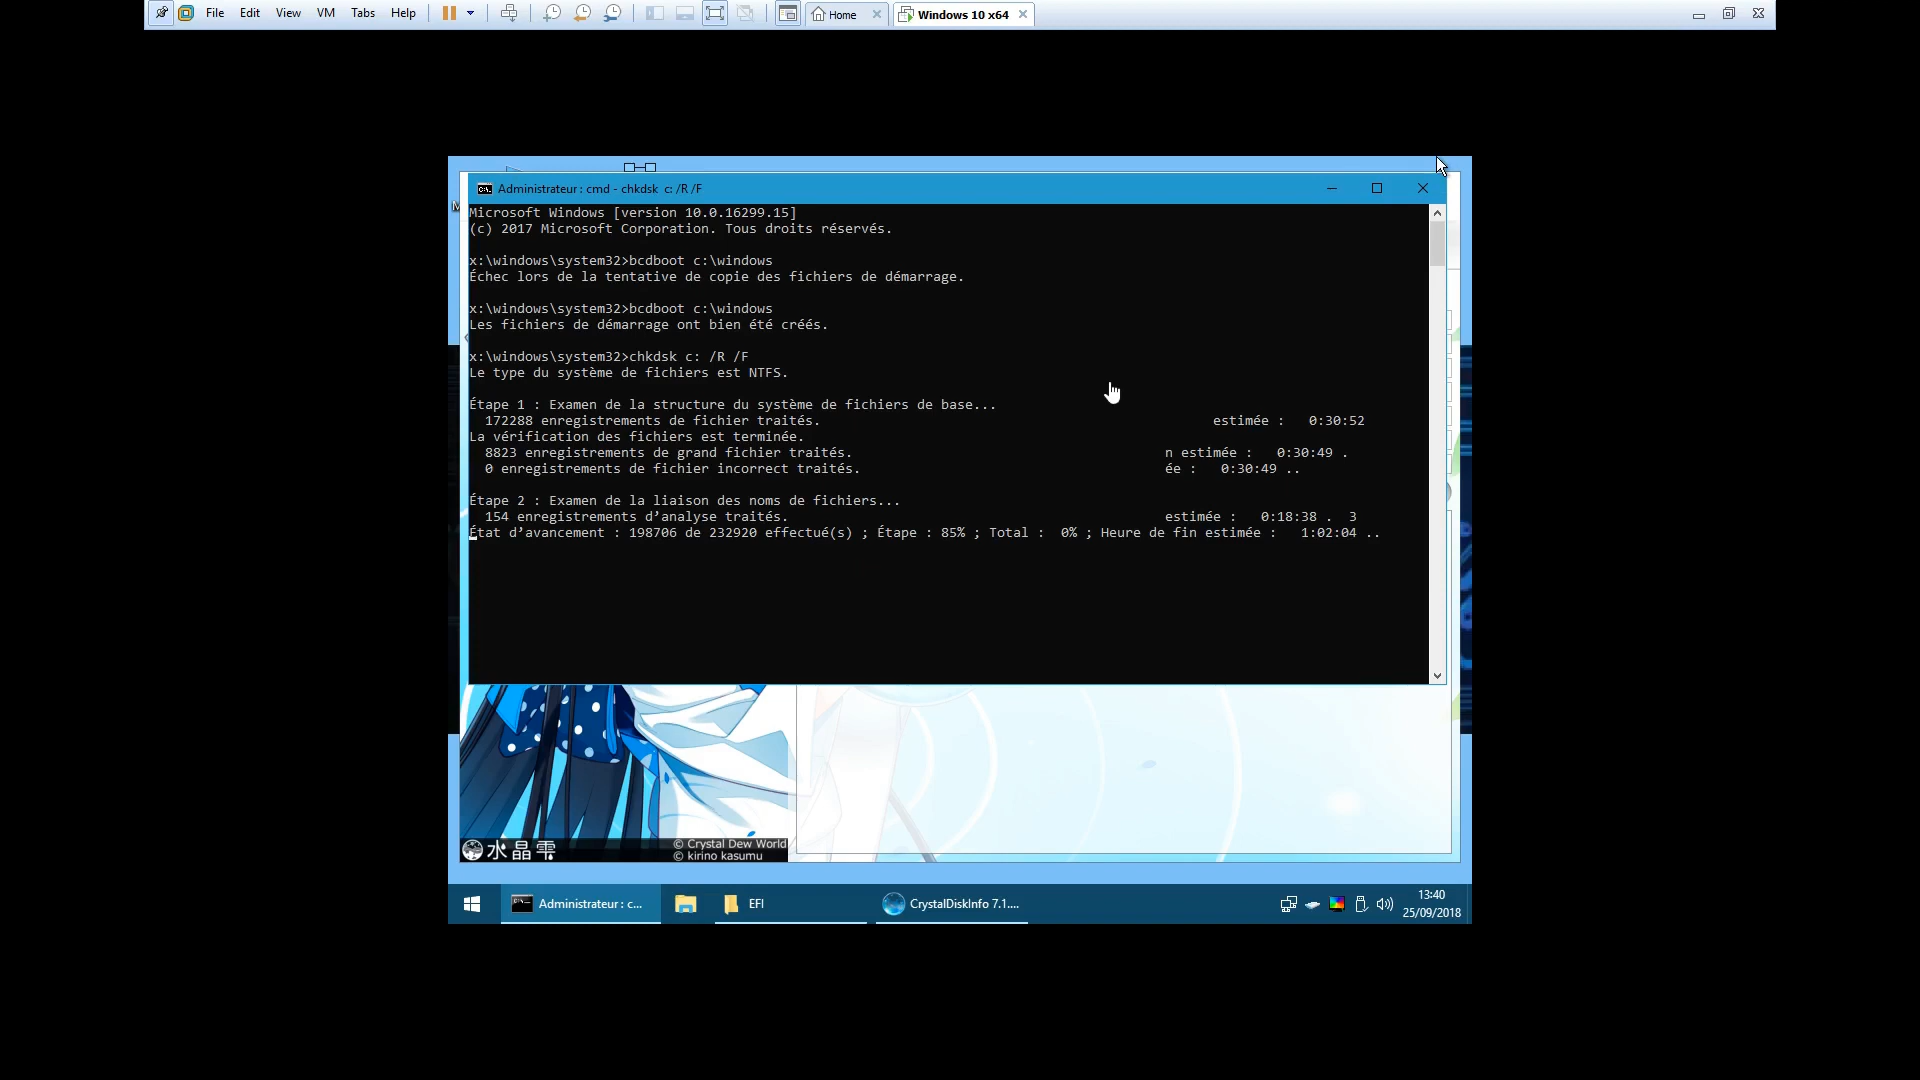 File Edit View VM Tabs Help Home Windows 10 x64
Administrateur : cmd - chkdsk c: /R /F
Microsoft Windows [version 10.0.16299.15]
(c) 2017 Microsoft Corporation. Tous droits réservés.
x:\windows\system32>bcdboot c:\windows
Échec lors de la tentative de copie des fichiers de démarrage.
x:\windows\system32>bcdboot c:\windows
Les fichiers de démarrage ont bien été créés.
x:\windows\system32>chkdsk c: /R /F
Le type du système de fichiers est NTFS.
Étape 1 : Examen de la structure du système de fichiers de base...
172288 enregistrements de fichier traités. estimée : 0:30:52
La vérification des fichiers est terminée.
8823 enregistrements de grand fichier traités. n estimée : 0:30:49 .
0 enregistrements de fichier incorrect traités. ée : 0:30:49 ..
Étape 2 : Examen de la liaison des noms de fichiers...
154 enregistrements d’analyse traités. estimée : 0:18:38 . 3
État d’avancement : 198706 de 232920 effectué(s) ; Étape : 85% ; Total : 0% ; Heure de fin estimée : 1:02:04 ..
水晶雫
© Crystal Dew World
© kirino kasumu
Administrateur : c... EFI CrystalDiskInfo 7.1....
13:40
25/09/2018